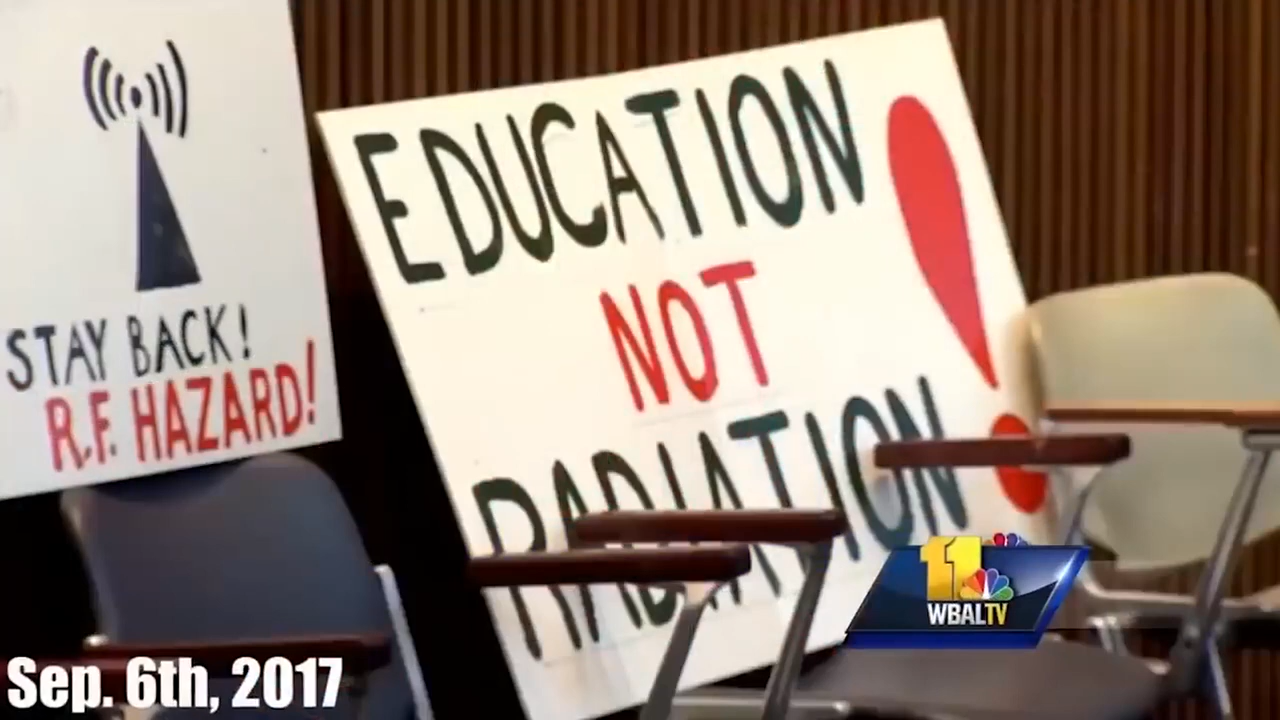 STAY BACK!
R.F. HAZARD!
EDUCATION
NOT
RADIATION!
11
WBALTV
Sep. 6th, 2017